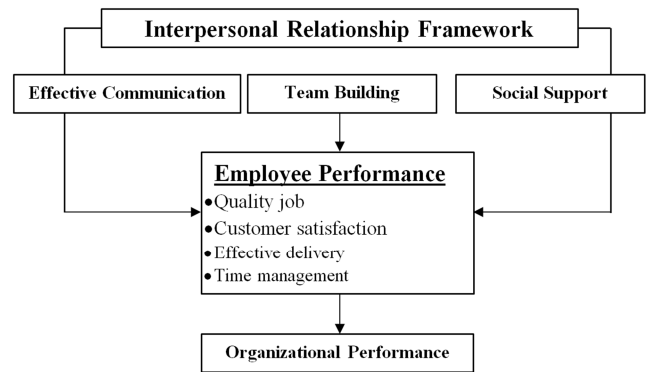 Interpersonal Relationship Framework
Effective Communication
Team Building
Social Support
Employee Performance
•Quality job
•Customer satisfaction
•Effective delivery
•Time management
Organizational Performance